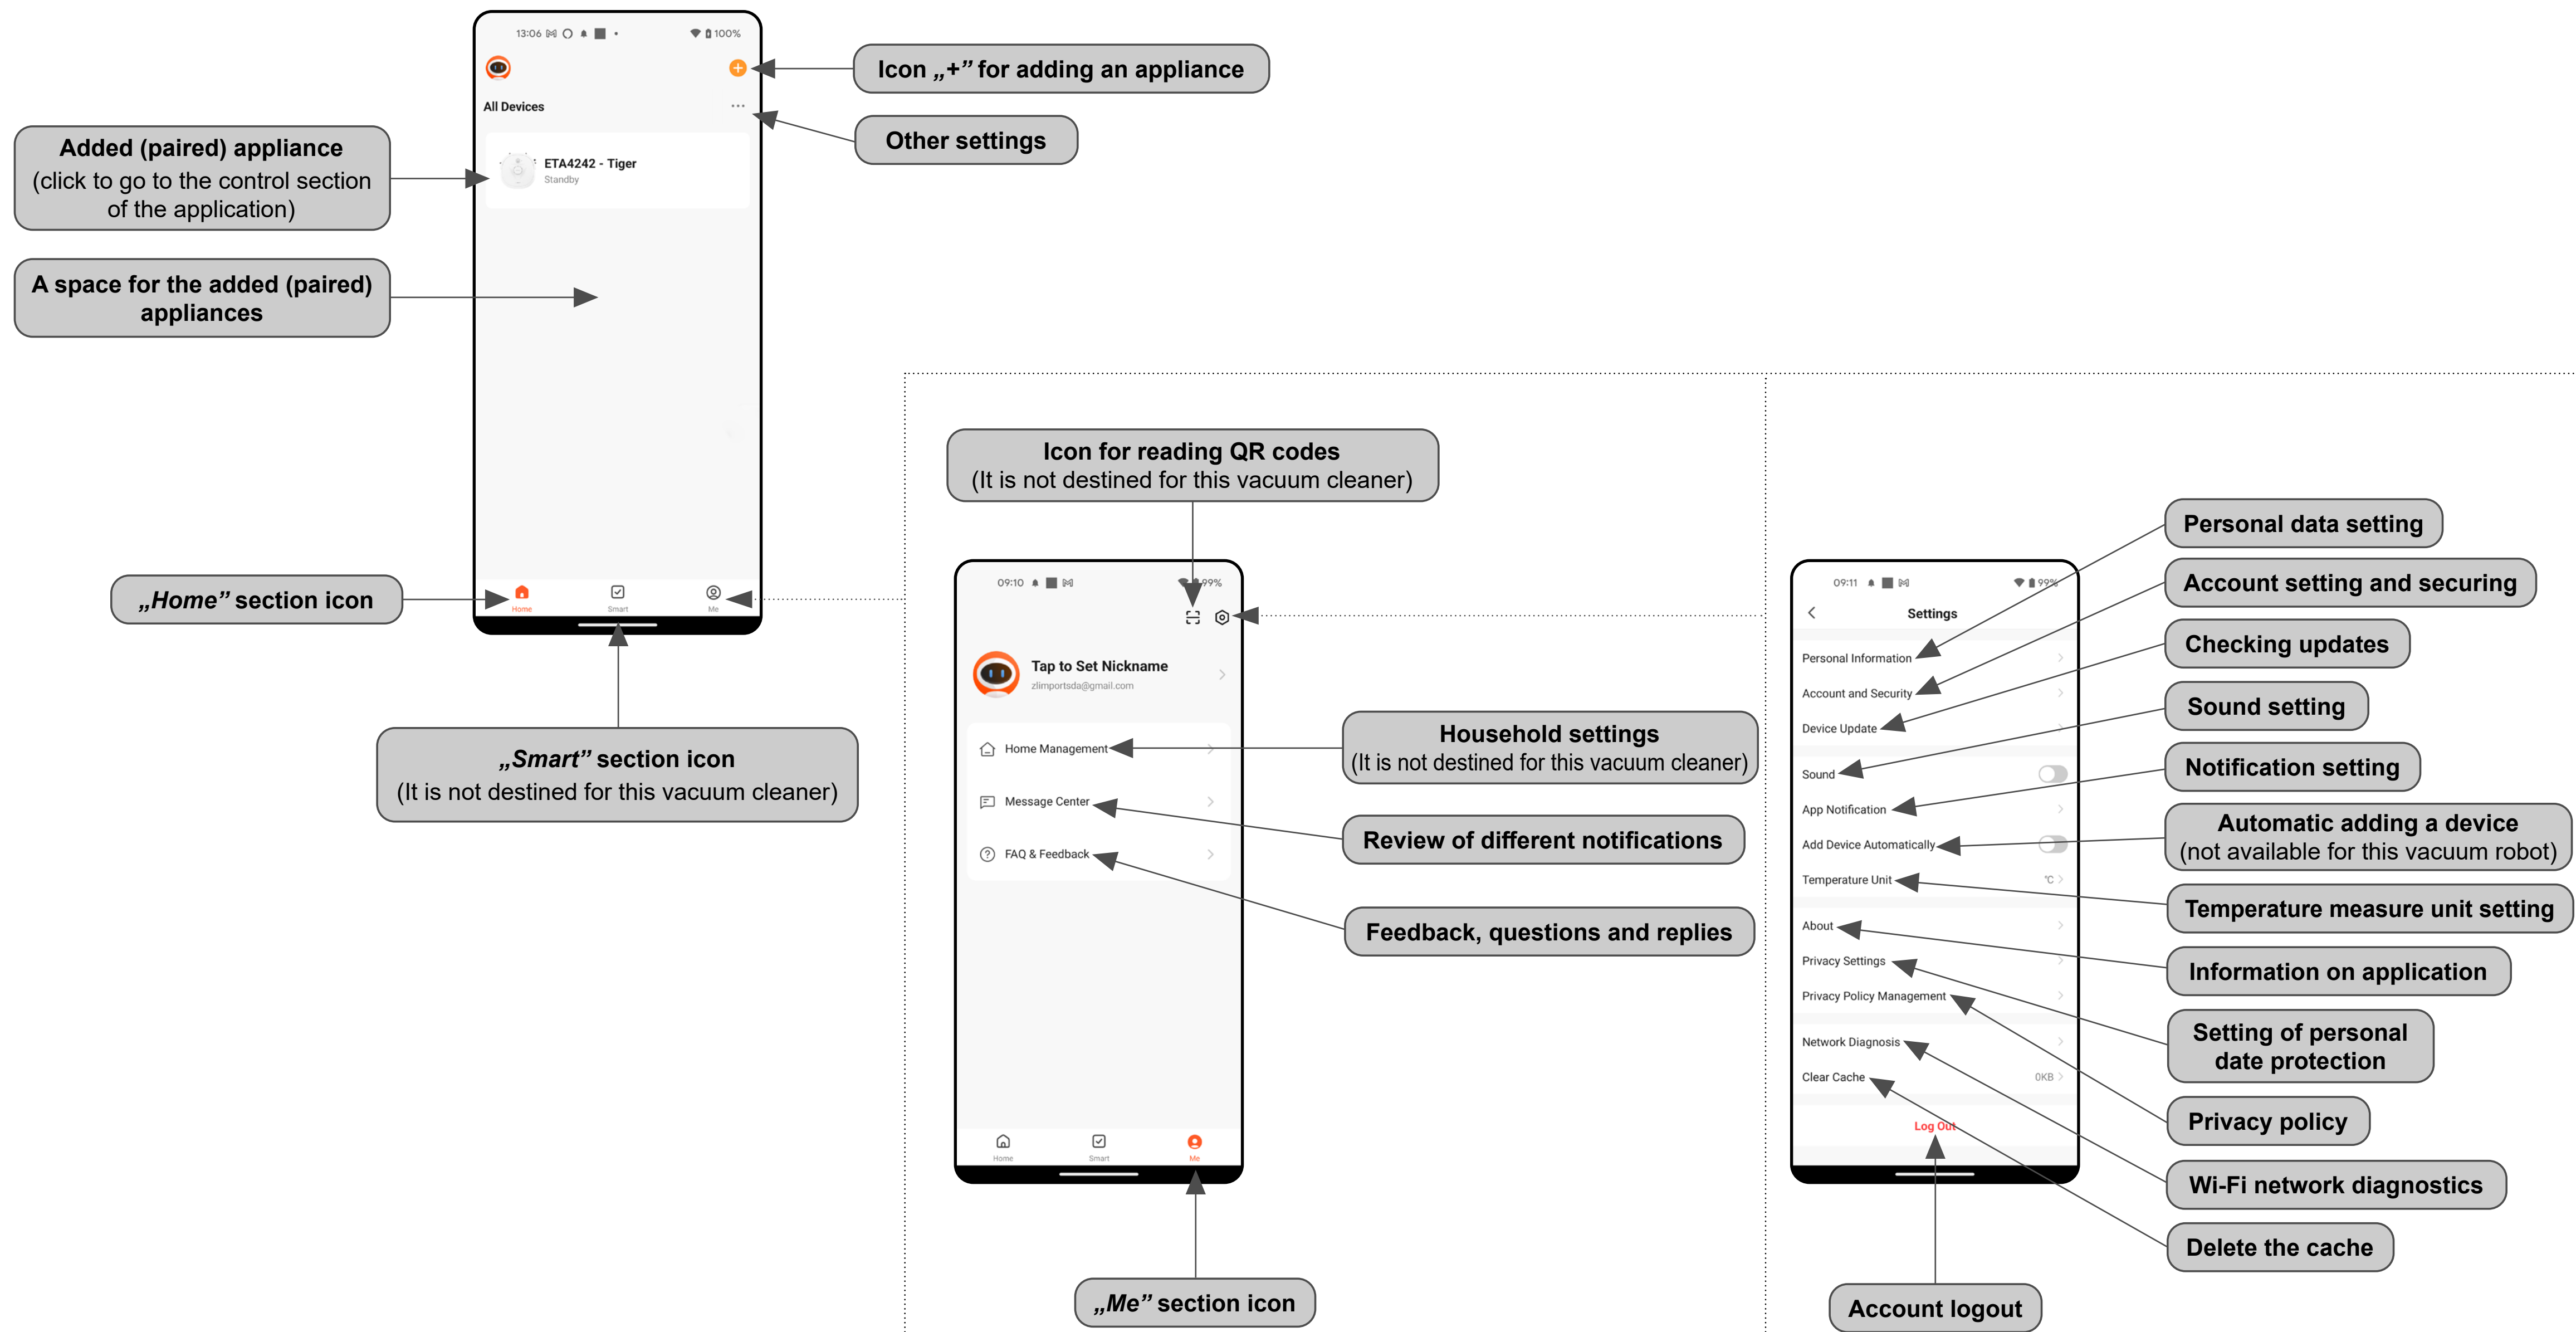 13:06
100%
All Devices
ETA4242 - Tiger
Standby
Home
Smart
Me
Icon „+” for adding an appliance
Other settings
Added (paired) appliance
(click to go to the control section
of the application)
A space for the added (paired)
appliances
„Home” section icon
„Smart” section icon
(It is not destined for this vacuum cleaner)
Icon for reading QR codes
(It is not destined for this vacuum cleaner)
09:10
99%
Tap to Set Nickname
zlimportsda@gmail.com
Home Management
Message Center
FAQ & Feedback
Home
Smart
Me
Household settings
(It is not destined for this vacuum cleaner)
Review of different notifications
Feedback, questions and replies
„Me” section icon
09:11
99%
Settings
Personal Information
Account and Security
Device Update
Sound
App Notification
Add Device Automatically
Temperature Unit
°C
About
Privacy Settings
Privacy Policy Management
Network Diagnosis
Clear Cache
0KB
Log Out
Personal data setting
Account setting and securing
Checking updates
Sound setting
Notification setting
Automatic adding a device
(not available for this vacuum robot)
Temperature measure unit setting
Information on application
Setting of personal
date protection
Privacy policy
Wi-Fi network diagnostics
Delete the cache
Account logout